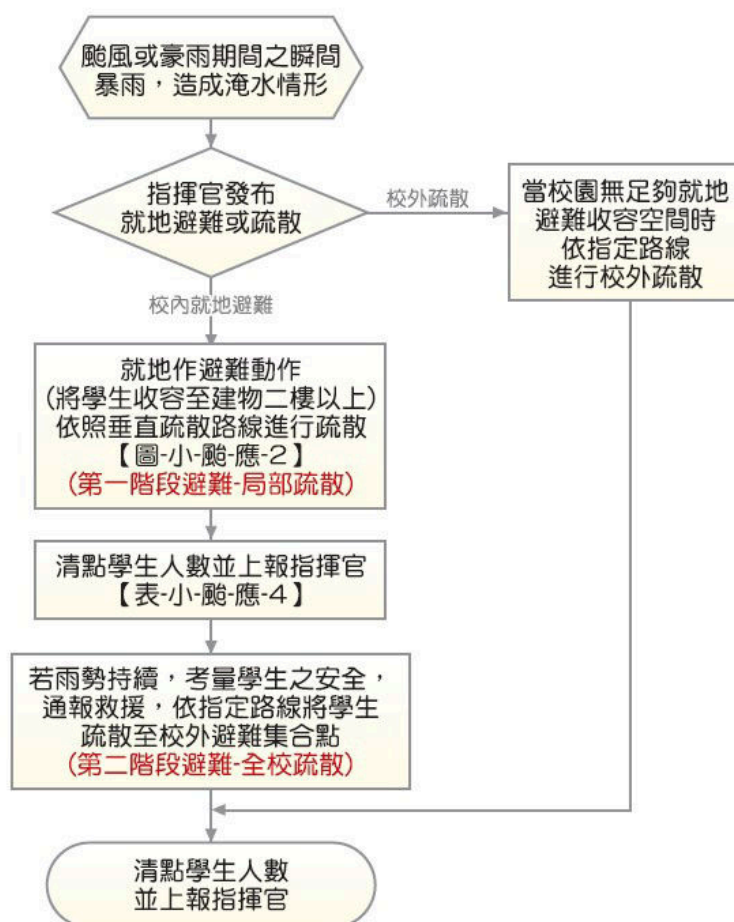 颱風或豪雨期間之瞬間
暴雨，造成淹水情形
指揮官發布
就地避難或疏散
校外疏散
當校園無足夠就地
避難收容空間時
依指定路線
進行校外疏散
校內就地避難
就地作避難動作
(將學生收容至建物二樓以上)
依照垂直疏散路線進行疏散
【圖-小-颱-應-2】
(第一階段避難-局部疏散)
清點學生人數並上報指揮官
【表-小-颱-應-4】
若雨勢持續，考量學生之安全，
通報救援，依指定路線將學生
疏散至校外避難集合點
(第二階段避難-全校疏散)
清點學生人數
並上報指揮官